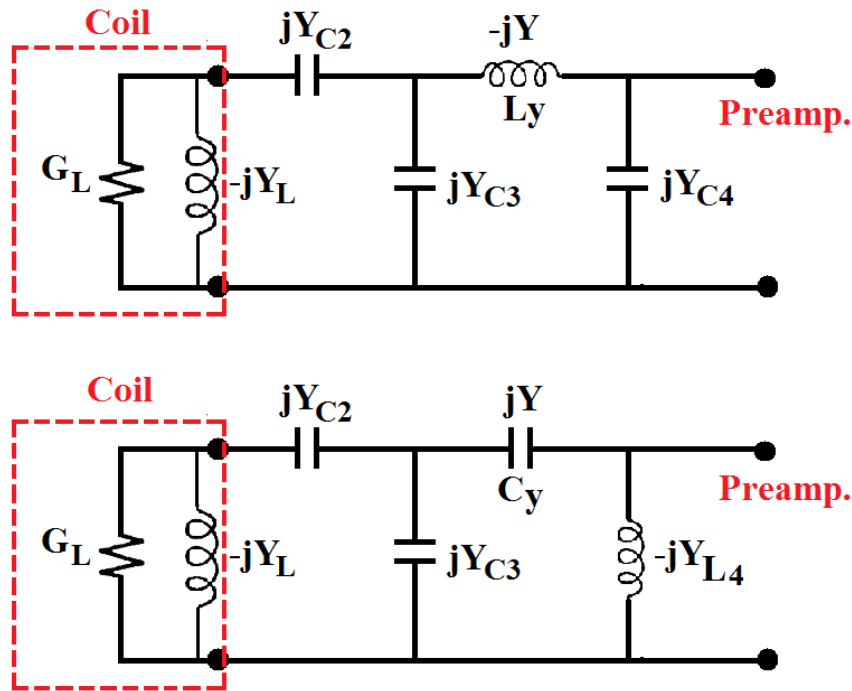 Coil
jYC2
-jY
Ly
Preamp.
GL
-jYL
jYC3
jYC4
Coil
jYC2
jY
Cy
Preamp.
GL
-jYL
jYC3
-jYL4